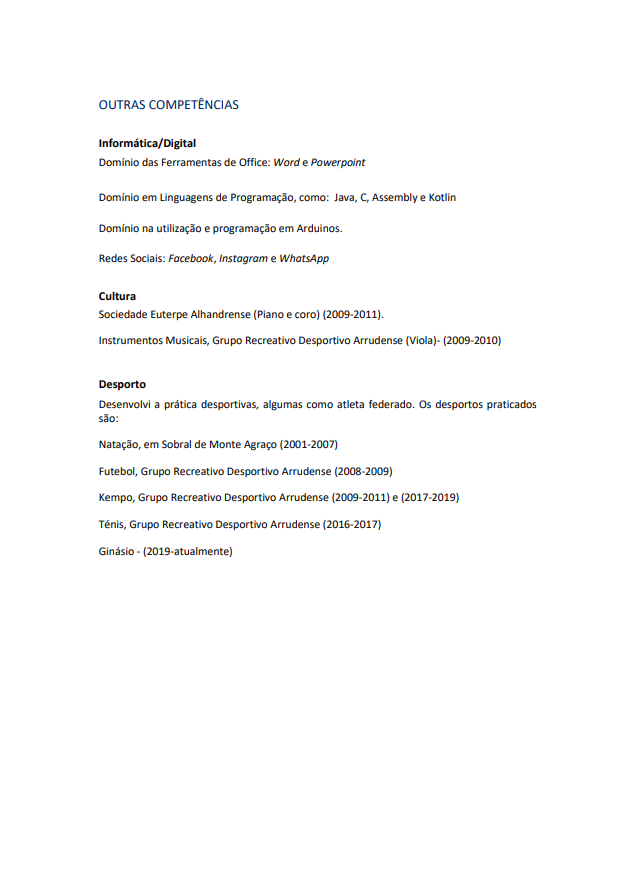 OUTRAS COMPETÊNCIAS
Informática/Digital
Domínio das Ferramentas de Office: Word e Powerpoint
Domínio em Linguagens de Programação, como:  Java, C, Assembly e Kotlin
Domínio na utilização e programação em Arduinos.
Redes Sociais: Facebook, Instagram e WhatsApp
Cultura
Sociedade Euterpe Alhandrense (Piano e coro) (2009-2011).
Instrumentos Musicais, Grupo Recreativo Desportivo Arrudense (Viola)- (2009-2010)
Desporto
Desenvolvi a prática desportivas, algumas como atleta federado. Os desportos praticados
são:
Natação, em Sobral de Monte Agraço (2001-2007)
Futebol, Grupo Recreativo Desportivo Arrudense (2008-2009)
Kempo, Grupo Recreativo Desportivo Arrudense (2009-2011) e (2017-2019)
Ténis, Grupo Recreativo Desportivo Arrudense (2016-2017)
Ginásio - (2019-atualmente)